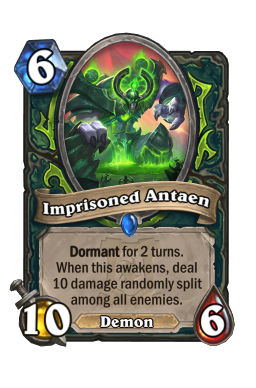 6
Imprisoned Antaen
Dormant for 2 turns.
When this awakens, deal
10 damage randomly split
among all enemies.
10
Demon
6